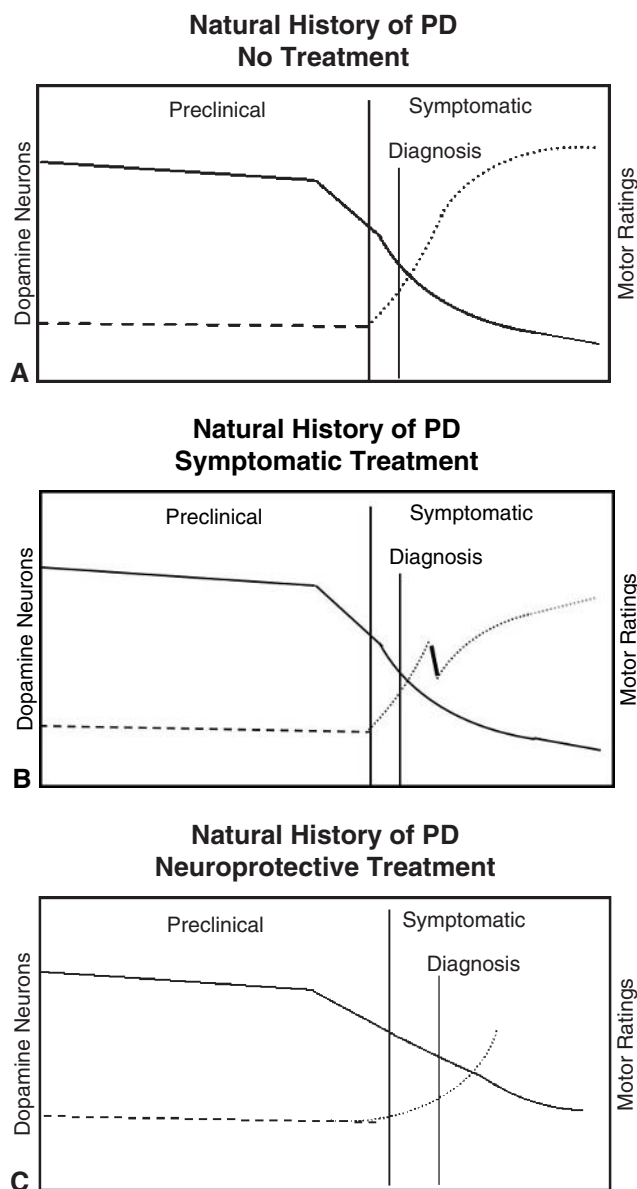 Natural History of PD
No Treatment
Preclinical
Symptomatic
Diagnosis
Dopamine Neurons
Motor Ratings
A
Natural History of PD
Symptomatic Treatment
Preclinical
Symptomatic
Diagnosis
Dopamine Neurons
Motor Ratings
B
Natural History of PD
Neuroprotective Treatment
Preclinical
Symptomatic
Diagnosis
Dopamine Neurons
Motor Ratings
C